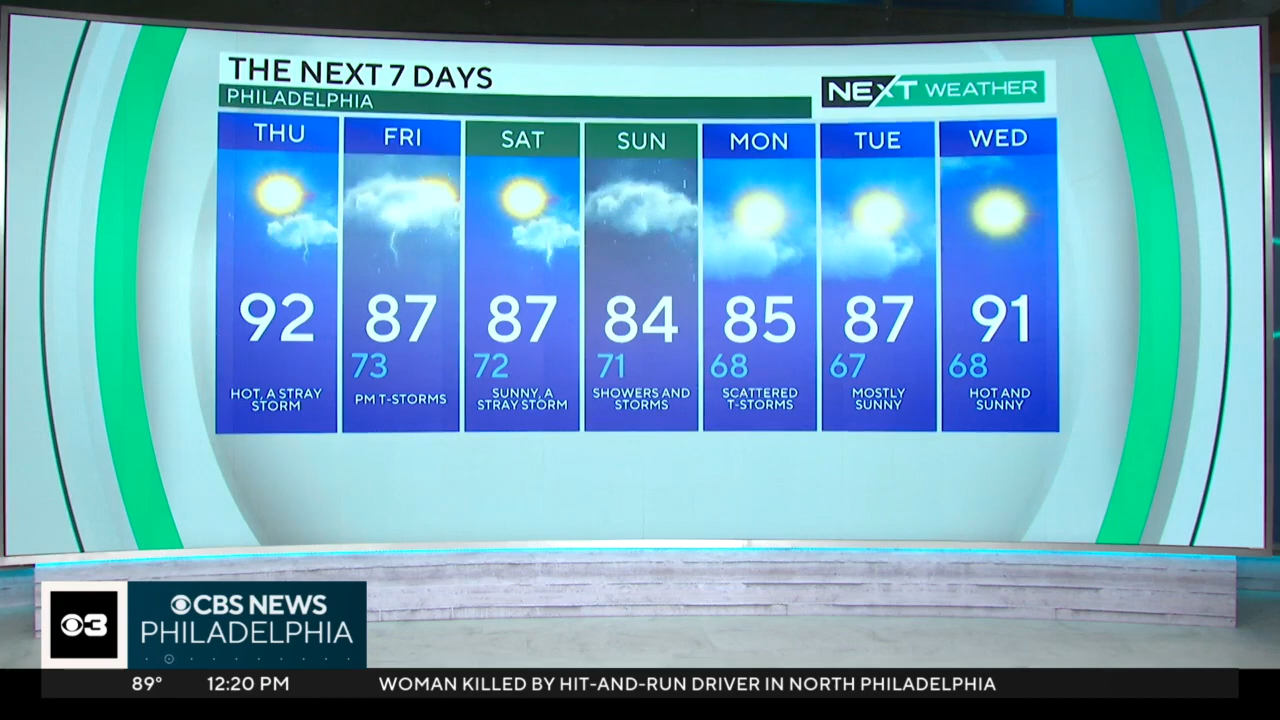 THE NEXT 7 DAYS
PHILADELPHIA
NEXT WEATHER
THU FRI SAT SUN MON TUE WED
92 87 87 84 85 87 91
73 72 71 68 67 68
HOT, A STRAY
STORM
PM T-STORMS
SUNNY, A
STRAY STORM
SHOWERS AND
STORMS
SCATTERED
T-STORMS
MOSTLY
SUNNY
HOT AND
SUNNY
3
CBS NEWS
PHILADELPHIA
89° 12:20 PM WOMAN KILLED BY HIT-AND-RUN DRIVER IN NORTH PHILADELPHIA